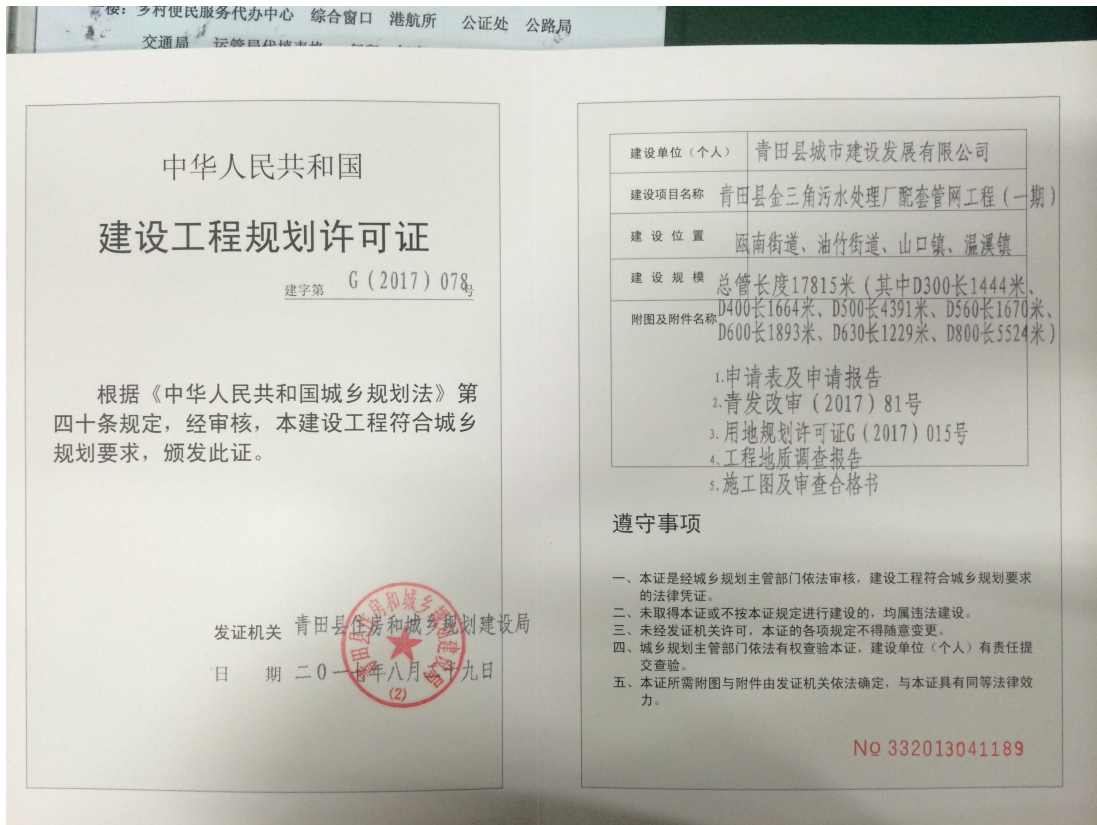 楼：乡村便民服务代办中心 综合窗口 港航所 公证处 公路局
交通局
中华人民共和国
建设工程规划许可证
建字第 G（2017）078号
根据《中华人民共和国城乡规划法》第
四十条规定，经审核，本建设工程符合城乡
规划要求，颁发此证。
发证机关 青田县住房和城乡规划建设局
日 期 二〇一七年八月二十九日
(2)
建设单位（个人） 青田县城市建设发展有限公司
建设项目名称 青田县金三角污水处理厂配套管网工程（一期）
建设位置 瓯南街道、油竹街道、山口镇、温溪镇
建设规模 总管长度17815米（其中D300长1444米、
D400长1664米、D500长4391米、D560长1670米、
附图及附件名称
D600长1893米、D630长1229米、D800长5524米）
1、申请表及申请报告
2、青发改审（2017）81号
3、用地规划许可证G（2017）015号
4、工程地质调查报告
5、施工图及审查合格书
遵守事项
一、本证是经城乡规划主管部门依法审核，建设工程符合城乡规划要求
的法律凭证。
二、未取得本证或不按本证规定进行建设的，均属违法建设。
三、未经发证机关许可，本证的各项规定不得随意变更。
四、城乡规划主管部门依法有权查验本证，建设单位（个人）有责任提
交查验。
五、本证所需附图与附件由发证机关依法确定，与本证具有同等法律效
力。
No 332013041189